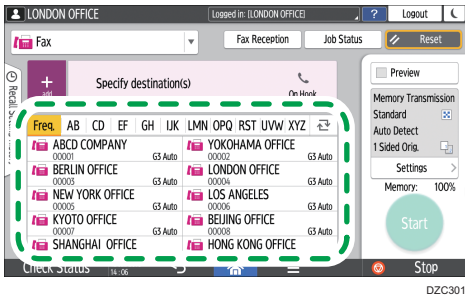 LONDON OFFICE
Logged in: (LONDON OFFICE)
?
Logout
Fax
Fax Reception
Job Status
Reset
Specify destination(s)
On Hook
Preview
Memory Transmission
Standard
Auto Detect
1 Sided Orig.
Settings
Memory: 100%
Start
Freq. AB CD EF GH IJK LMN OPQ RST UVW XYZ
ABCD COMPANY
00001 G3 Auto
YOKOHAMA OFFICE
00002 G3 Auto
BERLIN OFFICE
00003 G3 Auto
LONDON OFFICE
00004 G3 Auto
NEW YORK OFFICE
00005 G3 Auto
LOS ANGELES
00006 G3 Auto
KYOTO OFFICE
00007 G3 Auto
BEIJING OFFICE
00008 G3 Auto
SHANGHAI OFFICE
HONG KONG OFFICE
Check Status
14:06
Stop
DZC301